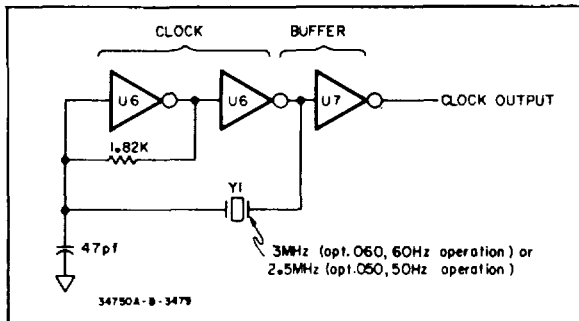 CLOCK
BUFFER
U6
U6
U7
CLOCK OUTPUT
1.82K
Y1
47pf
3MHz (opt.060, 60Hz operation) or
2.5MHz (opt.050, 50Hz operation)
34750A-B-3479